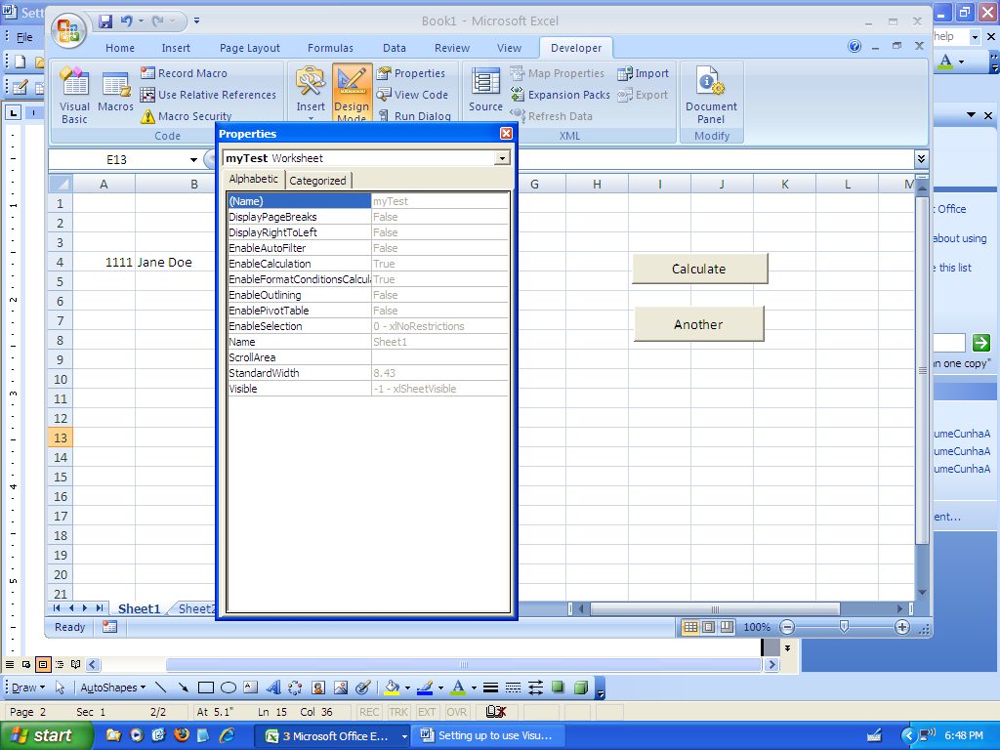 Sett
Book1 - Microsoft Excel
File
help
Home Insert Page Layout Formulas Data Review View Developer
Visual Basic
Macros
Record Macro
Use Relative References
Macro Security
Code
Insert
Design Mode
Properties
View Code
Run Dialog
Source
Map Properties
Expansion Packs
Refresh Data
Import
Export
XML
Document Panel
Modify
Properties
E13
myTest Worksheet
Alphabetic Categorized
A B G H I J K L M
(Name) myTest
DisplayPageBreaks False
DisplayRightToLeft False
EnableAutoFilter False
EnableCalculation True
EnableFormatConditionsCalcul True
EnableOutlining False
EnablePivotTable False
EnableSelection 0 - xlNoRestrictions
Name Sheet1
ScrollArea
StandardWidth 8.43
Visible -1 - xlSheetVisible
1
2
3
4 1111 Jane Doe
5
6
7
8
9
10
11
12
13
14
15
16
17
18
19
20
21
Calculate
Another
t Office
about using
e this list
an one copy"
umeCunhaA
umeCunhaA
umeCunhaA
ent...
Sheet1 Sheet2
Ready 100%
Draw AutoShapes
Page 2 Sec 1 2/2 At 5.1" Ln 15 Col 36 REC TRK EXT OVR
start 3 Microsoft Office E... Setting up to use Visu... 6:48 PM